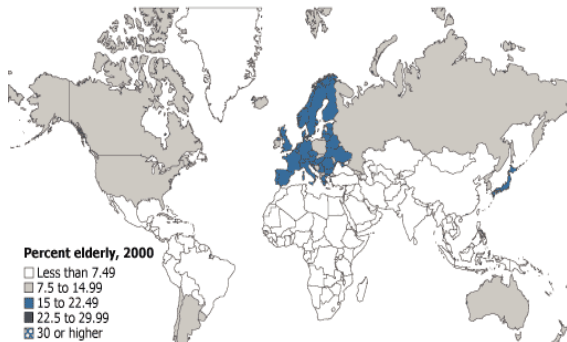 Percent elderly, 2000
Less than 7.49
7.5 to 14.99
15 to 22.49
22.5 to 29.99
30 or higher